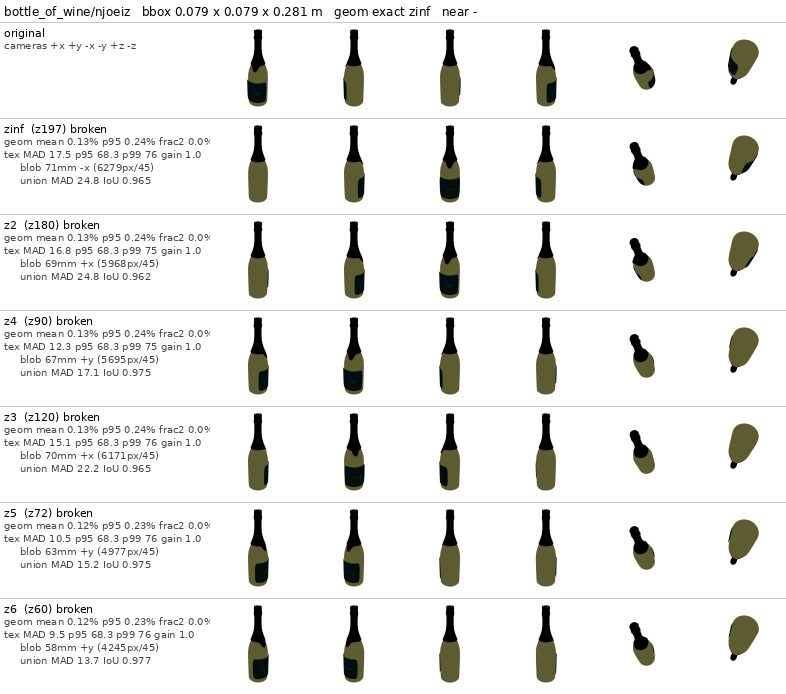 bottle_of_wine/njoeiz bbox 0.079 x 0.079 x 0.281 m geom exact zinf near -
original
cameras +x +y -x -y +z -z
zinf (z197) broken
geom mean 0.13% p95 0.24% frac2 0.0%
tex MAD 17.5 p95 68.3 p99 76 gain 1.0
blob 71mm -x (6279px/45)
union MAD 24.8 IoU 0.965
z2 (z180) broken
geom mean 0.13% p95 0.24% frac2 0.0%
tex MAD 16.8 p95 68.3 p99 75 gain 1.0
blob 69mm +x (5968px/45)
union MAD 24.8 IoU 0.962
z4 (z90) broken
geom mean 0.13% p95 0.24% frac2 0.0%
tex MAD 12.3 p95 68.3 p99 75 gain 1.0
blob 67mm +y (5695px/45)
union MAD 17.1 IoU 0.975
z3 (z120) broken
geom mean 0.13% p95 0.24% frac2 0.0%
tex MAD 15.1 p95 68.3 p99 76 gain 1.0
blob 70mm +x (6171px/45)
union MAD 22.2 IoU 0.965
z5 (z72) broken
geom mean 0.12% p95 0.23% frac2 0.0%
tex MAD 10.5 p95 68.3 p99 76 gain 1.0
blob 63mm +y (4977px/45)
union MAD 15.2 IoU 0.975
z6 (z60) broken
geom mean 0.12% p95 0.23% frac2 0.0%
tex MAD 9.5 p95 68.3 p99 76 gain 1.0
blob 58mm +y (4245px/45)
union MAD 13.7 IoU 0.977